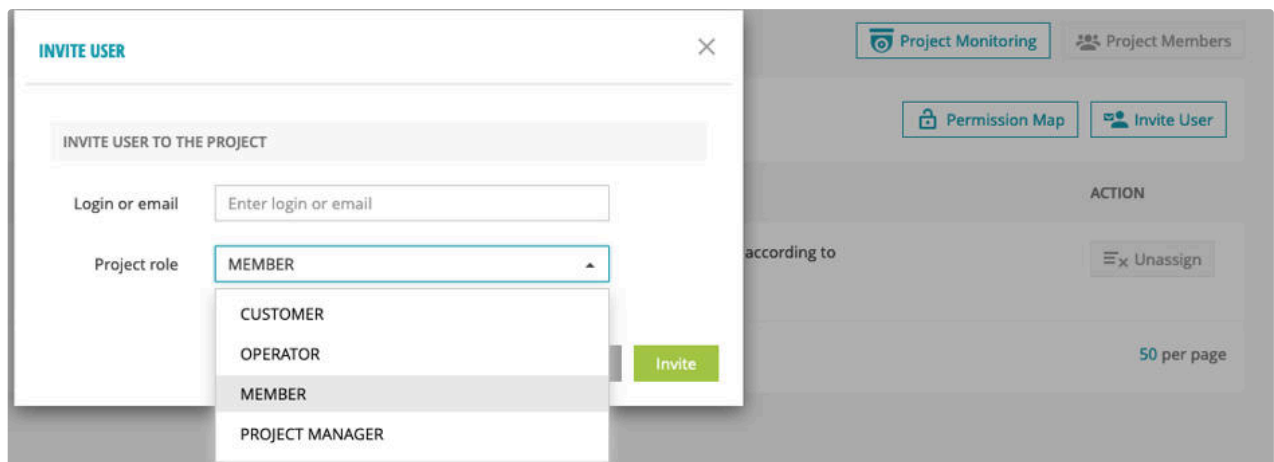 INVITE USER
Project Monitoring
Project Members
Permission Map
Invite User
INVITE USER TO THE PROJECT
Login or email
Enter login or email
ACTION
Project role
MEMBER
according to
Unassign
CUSTOMER
OPERATOR
MEMBER
PROJECT MANAGER
Invite
50 per page